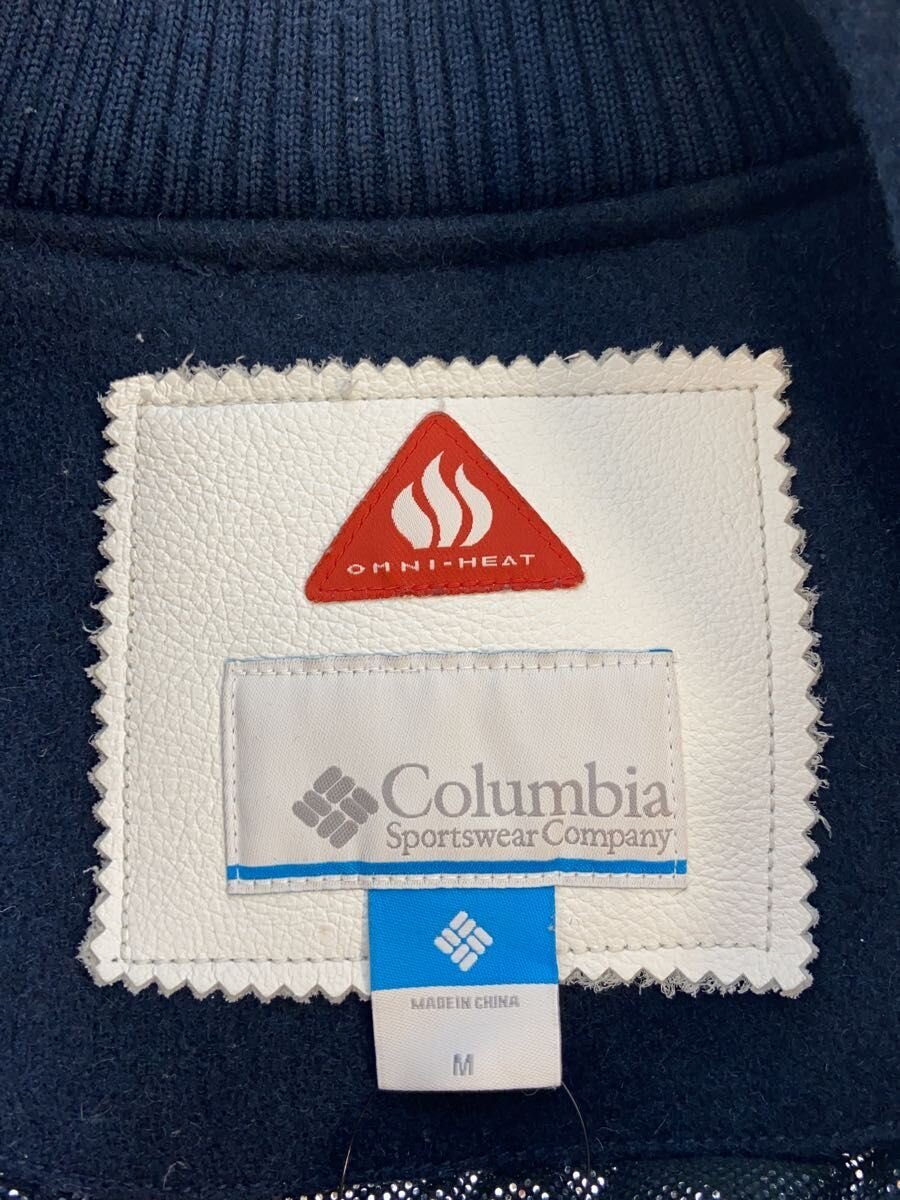 OMNI-HEAT
Columbia
Sportswear Company
MADE IN CHINA
M